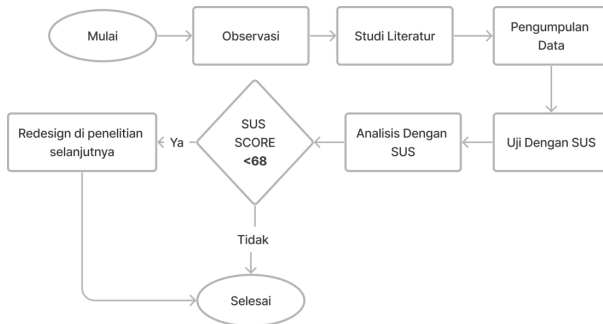 Mulai
Observasi
Studi Literatur
Pengumpulan
Data
Uji Dengan SUS
Analisis Dengan
SUS
SUS
SCORE
<68
Ya
Redesign di penelitian
selanjutnya
Tidak
Selesai